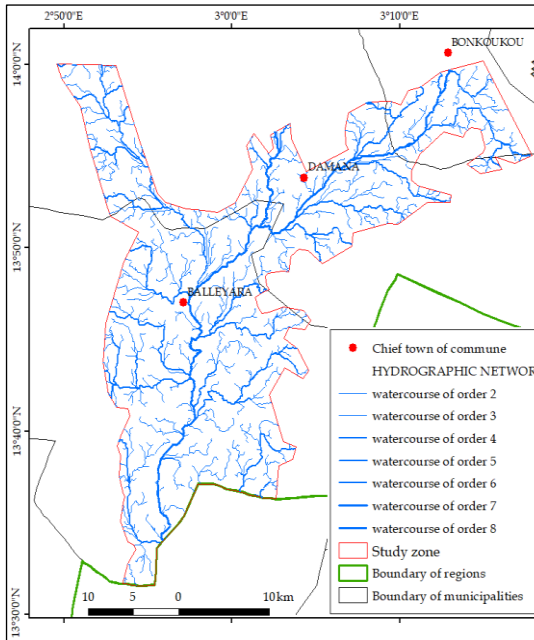 2°50'0"E 3°0'0"E 3°10'0"E
14°0'0"N
13°50'0"N
13°40'0"N
13°30'0"N
BONKOUKOU
DAMANA
BALLEYARA
Chief town of commune
HYDROGRAPHIC NETWOR
watercourse of order 2
watercourse of order 3
watercourse of order 4
watercourse of order 5
watercourse of order 6
watercourse of order 7
watercourse of order 8
Study zone
Boundary of regions
Boundary of municipalities
10 5 0 10 km